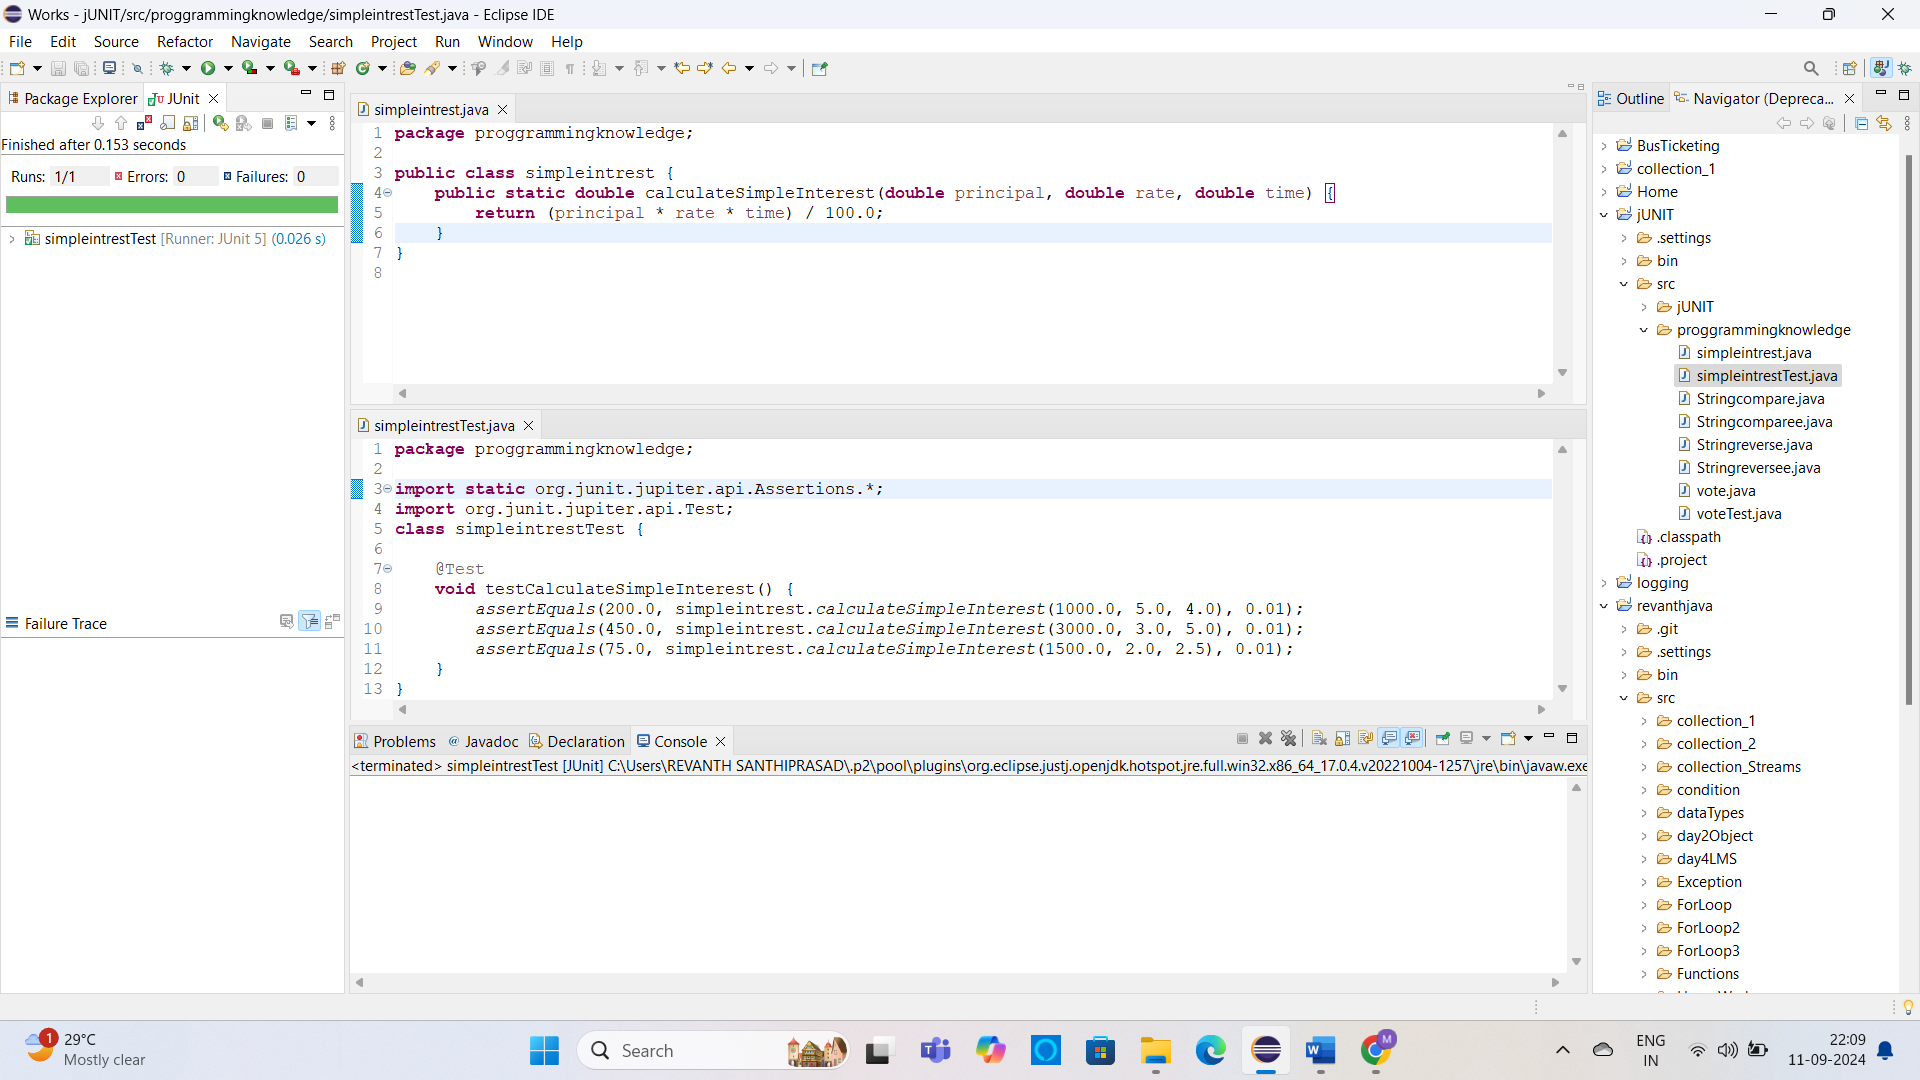 Works - jUNIT/src/proggrammingknowledge/simpleintrestTest.java - Eclipse IDE
File Edit Source Refactor Navigate Search Project Run Window Help
Package Explorer JUnit
Finished after 0.153 seconds
Runs: 1/1 Errors: 0 Failures: 0
simpleintrestTest [Runner: JUnit 5] (0.026 s)
Failure Trace
simpleintrest.java
1 package proggrammingknowledge;
2
3 public class simpleintrest {
4 public static double calculateSimpleInterest(double principal, double rate, double time) {
5 return (principal * rate * time) / 100.0;
6 }
7 }
8
simpleintrestTest.java
1 package proggrammingknowledge;
2
3 import static org.junit.jupiter.api.Assertions.*;
4 import org.junit.jupiter.api.Test;
5 class simpleintrestTest {
6
7 @Test
8 void testCalculateSimpleInterest() {
9 assertEquals(200.0, simpleintrest.calculateSimpleInterest(1000.0, 5.0, 4.0), 0.01);
10 assertEquals(450.0, simpleintrest.calculateSimpleInterest(3000.0, 3.0, 5.0), 0.01);
11 assertEquals(75.0, simpleintrest.calculateSimpleInterest(1500.0, 2.0, 2.5), 0.01);
12 }
13 }
Problems Javadoc Declaration Console
<terminated> simpleintrestTest [JUnit] C:\Users\REVANTH SANTHIPRASAD\.p2\pool\plugins\org.eclipse.justj.openjdk.hotspot.jre.full.win32.x86_64_17.0.4.v20221004-1257\jre\bin\javaw.exe
Outline Navigator (Depreca...
BusTicketing
collection_1
Home
jUNIT
.settings
bin
src
jUNIT
proggrammingknowledge
simpleintrest.java
simpleintrestTest.java
Stringcompare.java
Stringcomparee.java
Stringreverse.java
Stringreversee.java
vote.java
voteTest.java
.classpath
.project
logging
revanthjava
.git
.settings
bin
src
collection_1
collection_2
collection_Streams
condition
dataTypes
day2Object
day4LMS
Exception
ForLoop
ForLoop2
ForLoop3
Functions
1
29°C
Mostly clear
Search
M
ENG
IN
22:09
11-09-2024